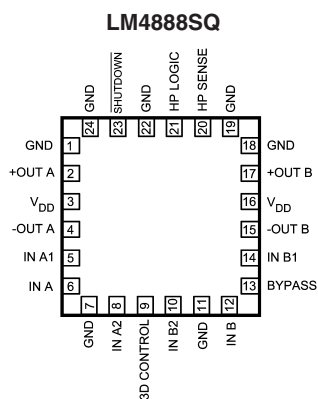 LM4888SQ
GND
SHUTDOWN
GND
HP LOGIC
HP SENSE
GND
24
23
22
21
20
19
GND 1
+OUT A 2
VDD 3
-OUT A 4
IN A1 5
IN A 6
18 GND
17 +OUT B
16 VDD
15 -OUT B
14 IN B1
13 BYPASS
7
8
9
10
11
12
GND
IN A2
3D CONTROL
IN B2
GND
IN B